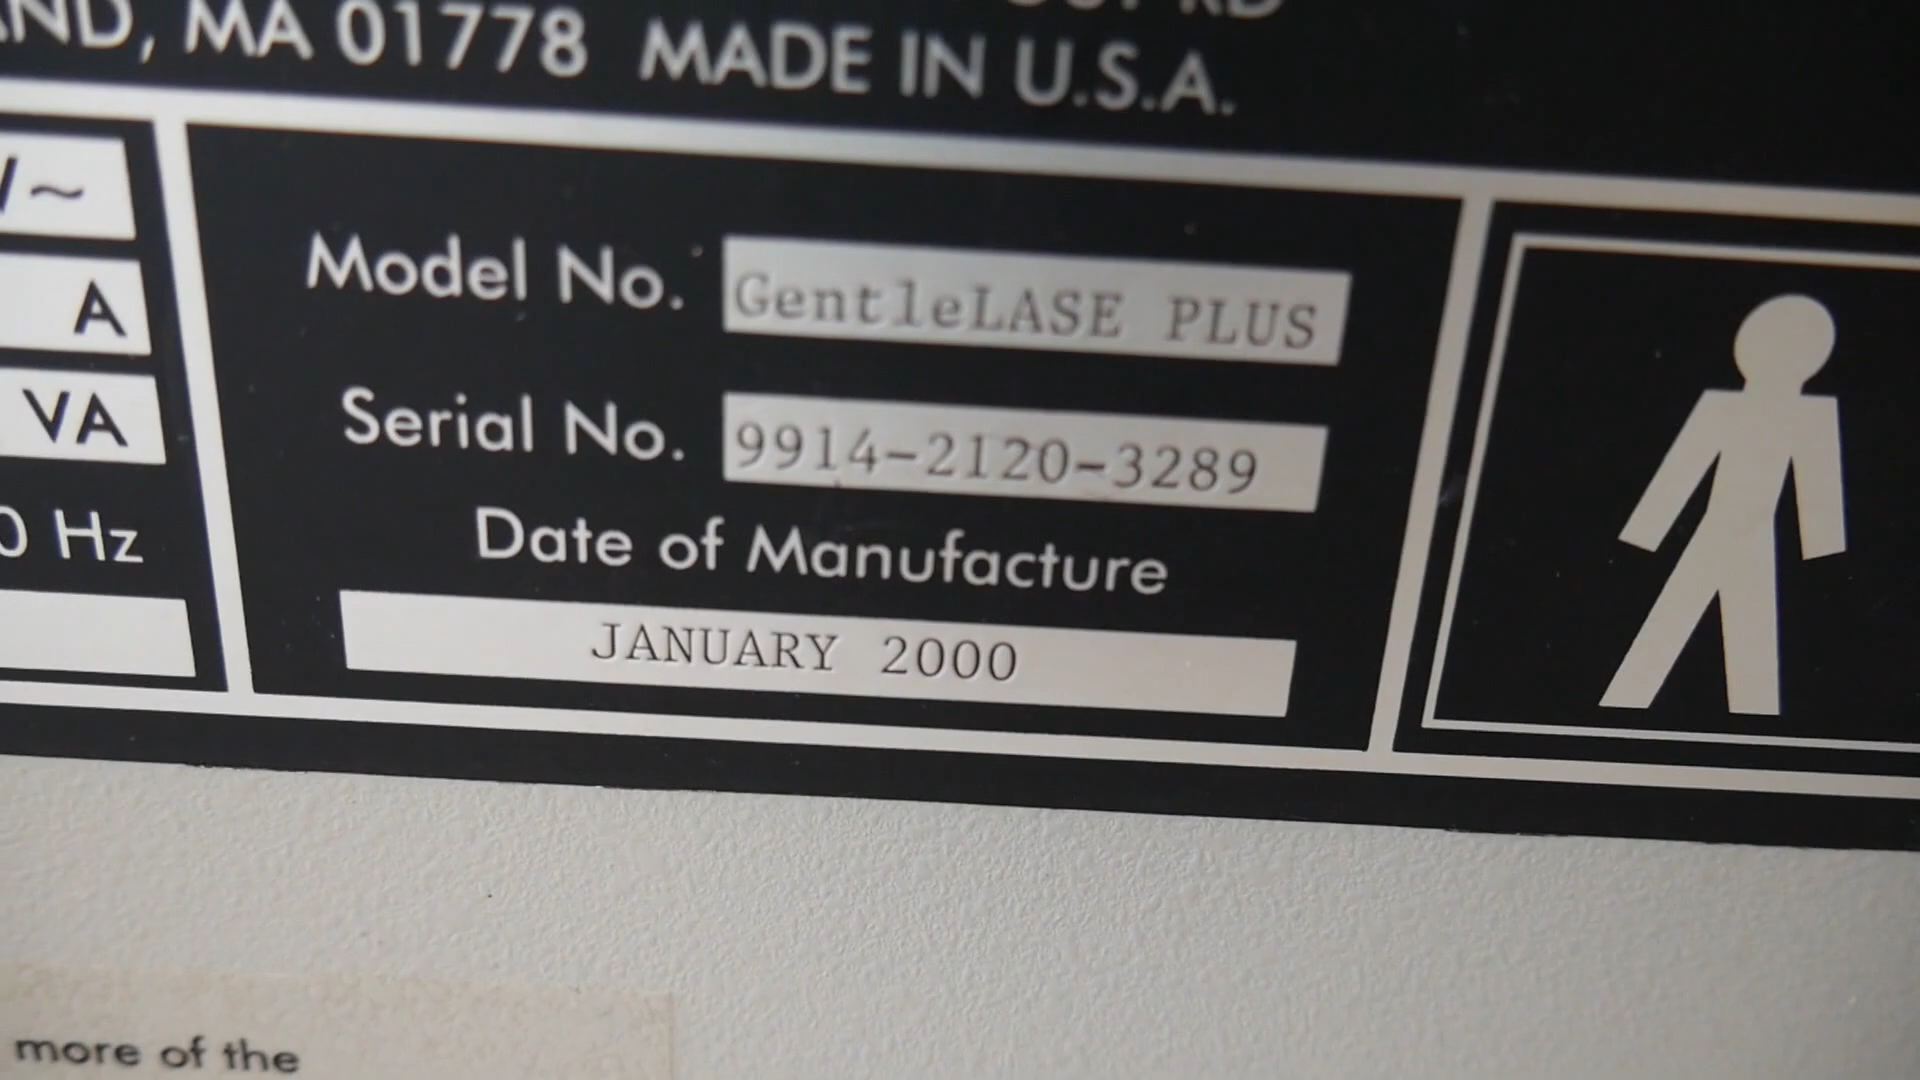 MA 01778 MADE IN U.S.A.
A
VA
Hz
Model No. GentleLASE PLUS
Serial No. 9914-2120-3289
Date of Manufacture
JANUARY 2000
more of the